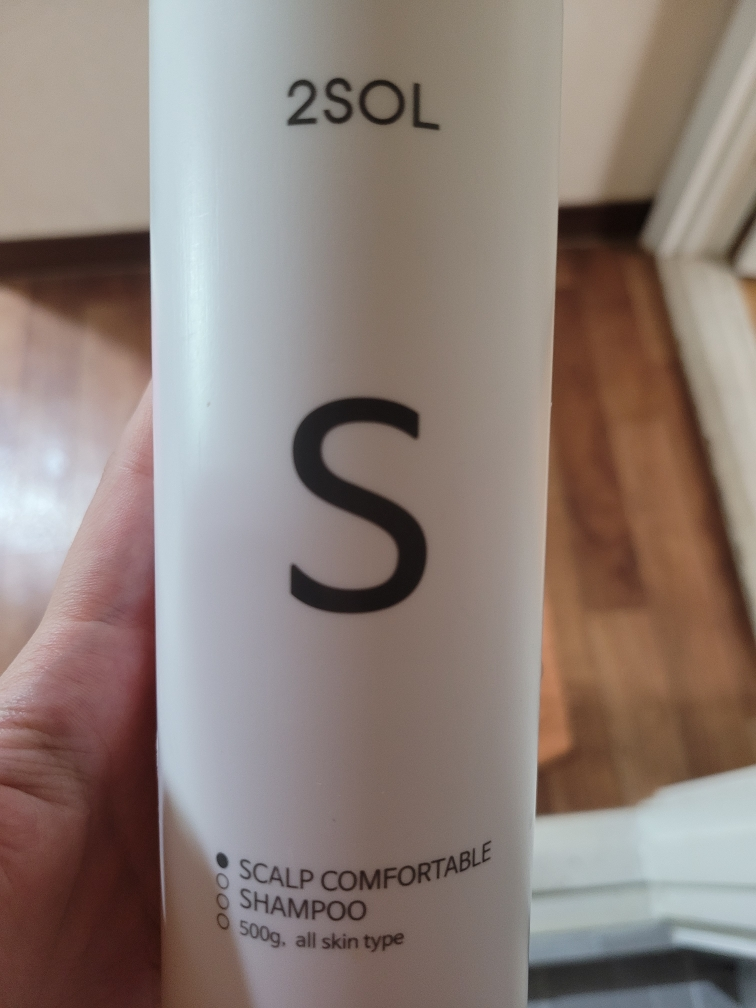 2SOL
S
SCALP COMFORTABLE
SHAMPOO
500g, all skin type